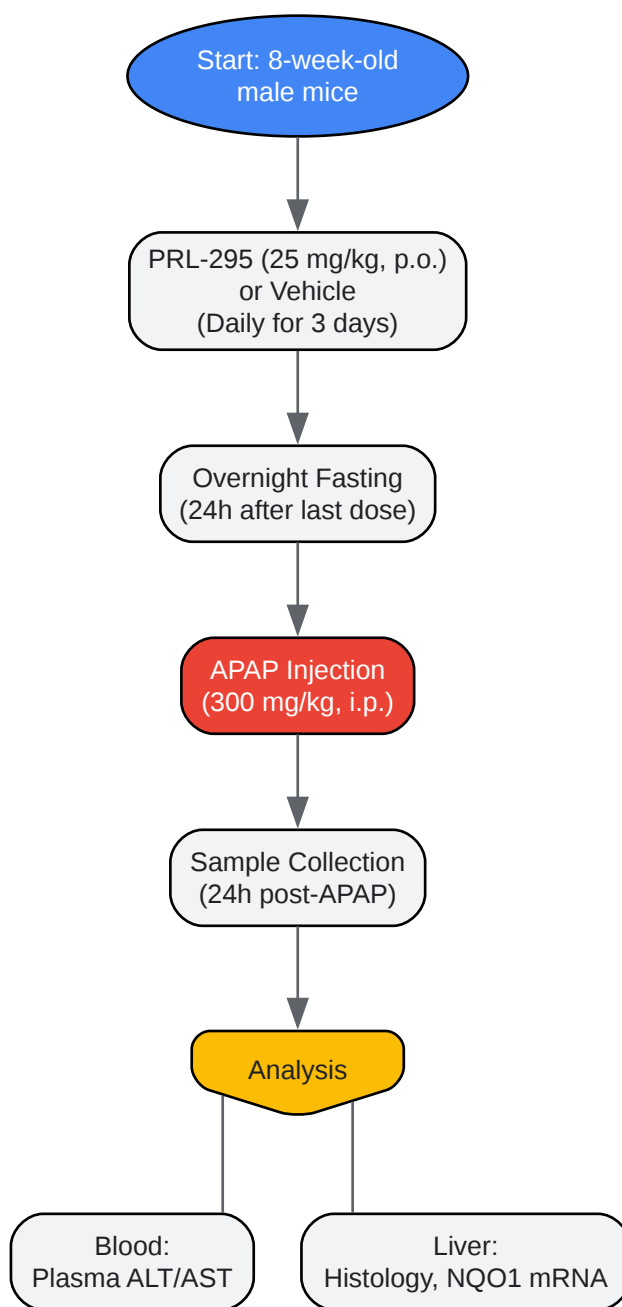 Start: 8-week-old
male mice
PRL-295 (25 mg/kg, p.o.)
or Vehicle
(Daily for 3 days)
Overnight Fasting
(24h after last dose)
APAP Injection
(300 mg/kg, i.p.)
Sample Collection
(24h post-APAP)
Analysis
Blood:
Plasma ALT/AST
Liver:
Histology, NQO1 mRNA